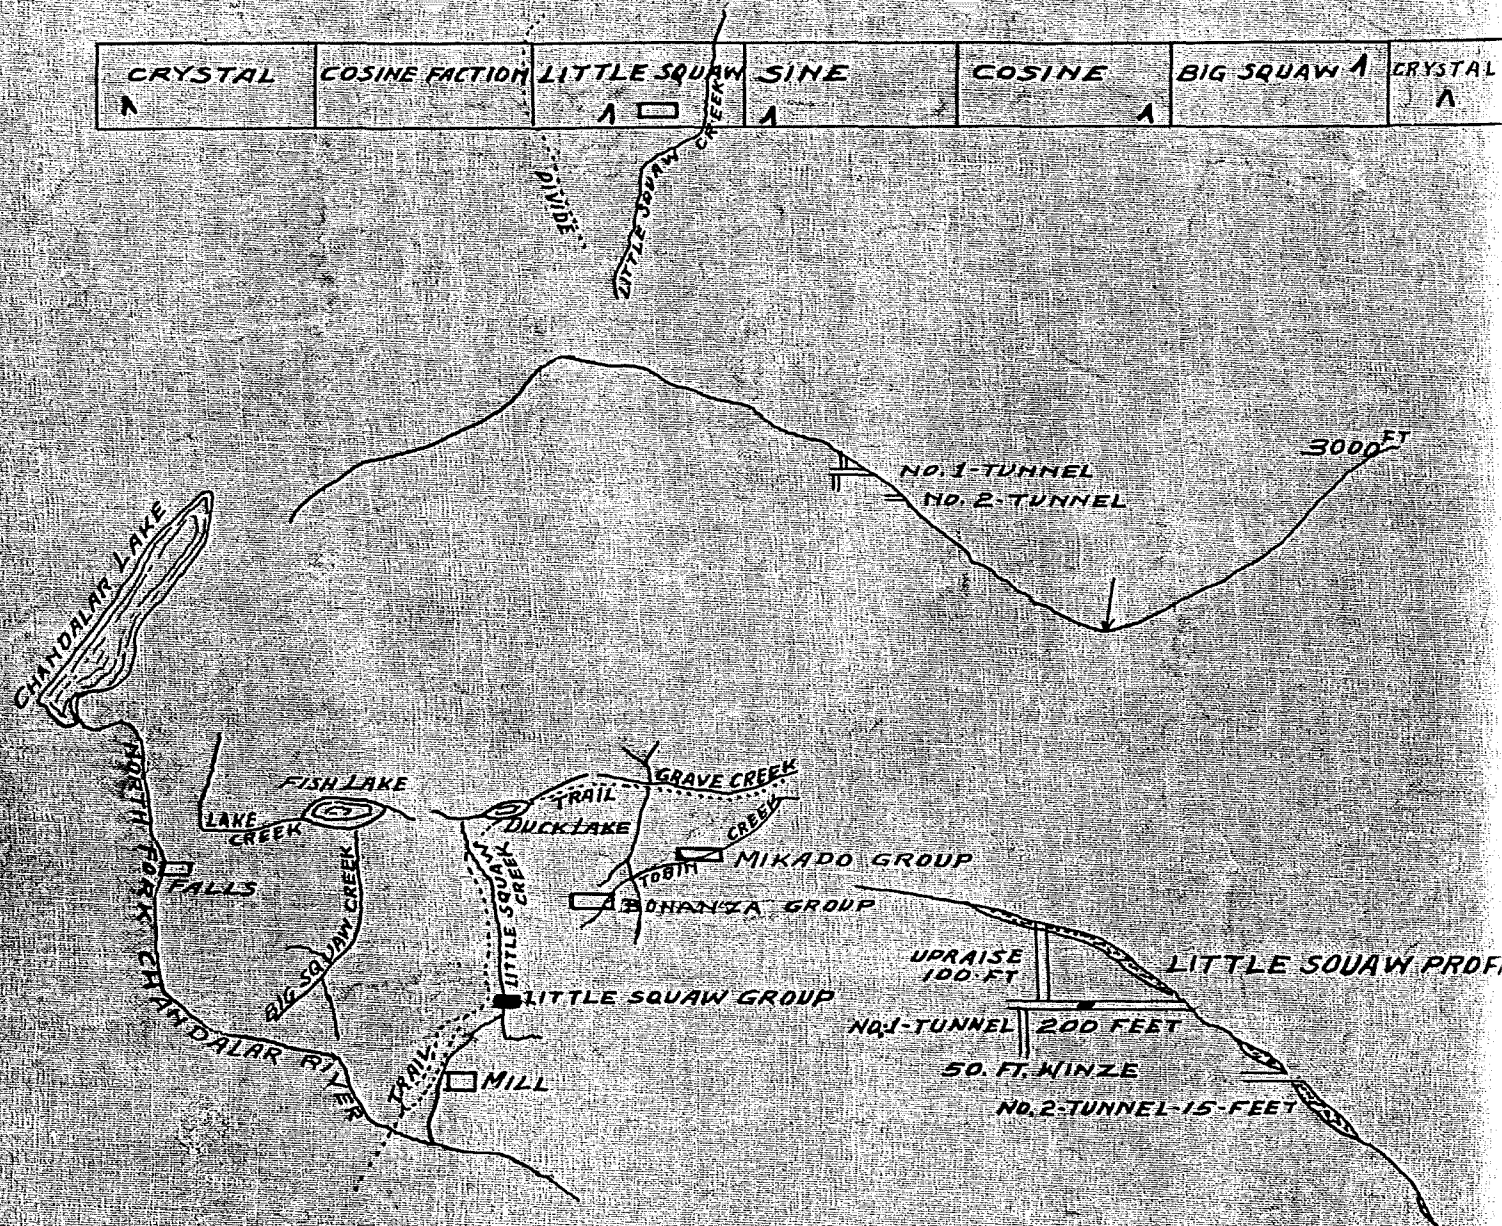 CRYSTAL
COSINE FACTION
LITTLE SQUAW
SINE
COSINE
BIG SQUAW
CRYSTAL
LITTLE SQUAW CREEK
DIVIDE
3000 FT
NO. 1-TUNNEL
NO. 2-TUNNEL
CHANDALAR LAKE
NORTH FORK CHANDALAR RIVER
FISH LAKE
LAKE
CREEK
GRAVE CREEK
TRAIL
DUCK LAKE
CREEK
TOBIN
MIKADO GROUP
FALLS
BONANZA GROUP
BIG SQUAW CREEK
LITTLE SQUAW
CREEK
UPRAISE
100 FT
LITTLE SQUAW PROFI
LITTLE SQUAW GROUP
NO.1-TUNNEL 200 FEET
50. FT. WINZE
TRAIL
MILL
NO. 2-TUNNEL-15-FEET